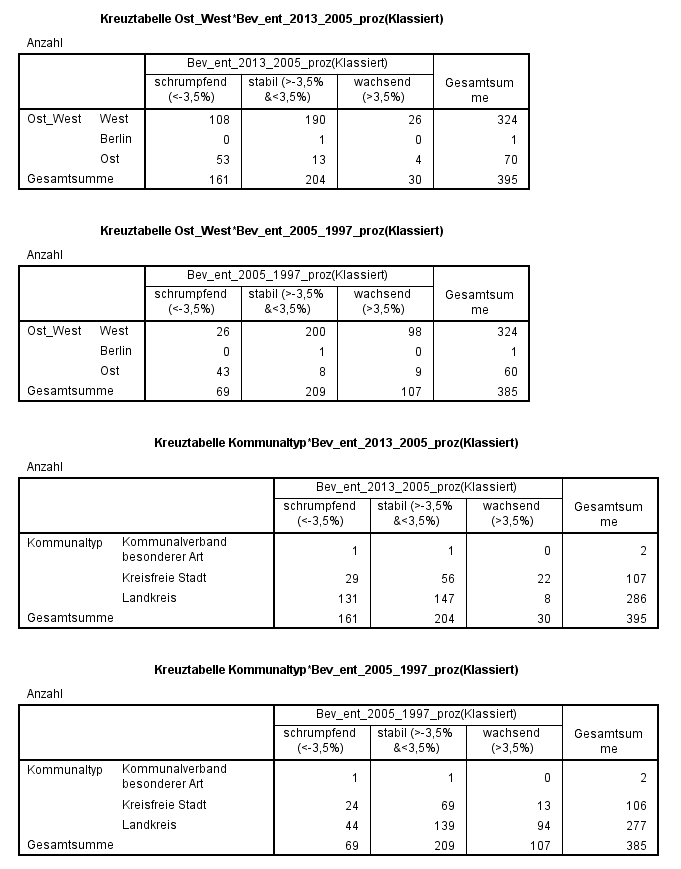 Kreuztabelle Ost_West*Bev_ent_2013_2005_proz(Klassiert)
Anzahl
Bev_ent_2013_2005_proz(Klassiert)
schrumpfend (<-3,5%) stabil (>-3,5% &<3,5%) wachsend (>3,5%) Gesamtsumme
Ost_West West 108 190 26 324
Berlin 0 1 0 1
Ost 53 13 4 70
Gesamtsumme 161 204 30 395
Kreuztabelle Ost_West*Bev_ent_2005_1997_proz(Klassiert)
Anzahl
Bev_ent_2005_1997_proz(Klassiert)
schrumpfend (<-3,5%) stabil (>-3,5% &<3,5%) wachsend (>3,5%) Gesamtsumme
Ost_West West 26 200 98 324
Berlin 0 1 0 1
Ost 43 8 9 60
Gesamtsumme 69 209 107 385
Kreuztabelle Kommunaltyp*Bev_ent_2013_2005_proz(Klassiert)
Anzahl
Bev_ent_2013_2005_proz(Klassiert)
schrumpfend (<-3,5%) stabil (>-3,5% &<3,5%) wachsend (>3,5%) Gesamtsumme
Kommunaltyp Kommunalverband besonderer Art 1 1 0 2
Kreisfreie Stadt 29 56 22 107
Landkreis 131 147 8 286
Gesamtsumme 161 204 30 395
Kreuztabelle Kommunaltyp*Bev_ent_2005_1997_proz(Klassiert)
Anzahl
Bev_ent_2005_1997_proz(Klassiert)
schrumpfend (<-3,5%) stabil (>-3,5% &<3,5%) wachsend (>3,5%) Gesamtsumme
Kommunaltyp Kommunalverband besonderer Art 1 1 0 2
Kreisfreie Stadt 24 69 13 106
Landkreis 44 139 94 277
Gesamtsumme 69 209 107 385